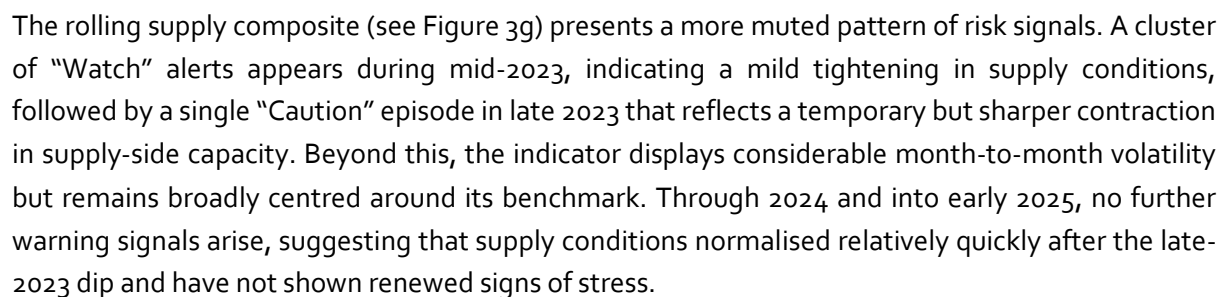 The rolling supply composite (see Figure 3g) presents a more muted pattern of risk signals. A cluster
of “Watch” alerts appears during mid-2023, indicating a mild tightening in supply conditions,
followed by a single “Caution” episode in late 2023 that reflects a temporary but sharper contraction
in supply-side capacity. Beyond this, the indicator displays considerable month-to-month volatility
but remains broadly centred around its benchmark. Through 2024 and into early 2025, no further
warning signals arise, suggesting that supply conditions normalised relatively quickly after the late-
2023 dip and have not shown renewed signs of stress.